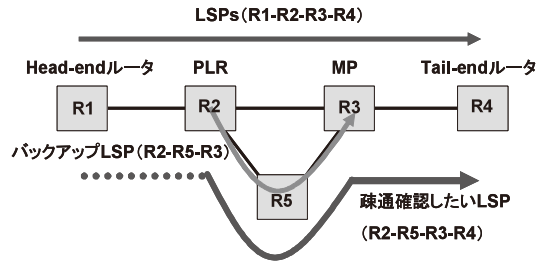 LSPs(R1-R2-R3-R4)
Head-endルータ
PLR
MP
Tail-endルータ
R1
R2
R3
R4
バックアップLSP(R2-R5-R3)
R5
疎通確認したいLSP
(R2-R5-R3-R4)